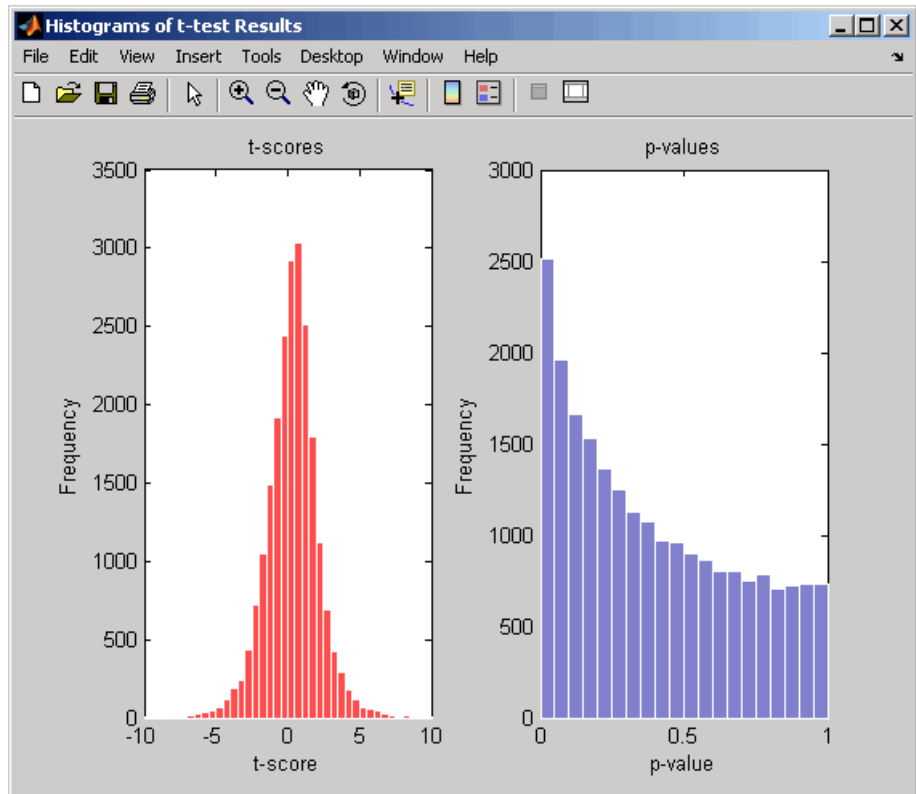 Histograms of t-test Results
File Edit View Insert Tools Desktop Window Help
t-scores
3500
3000
2500
2000
1500
1000
500
0
Frequency
-10 -5 0 5 10
t-score
p-values
3000
2500
2000
1500
1000
500
0
Frequency
0 0.5 1
p-value